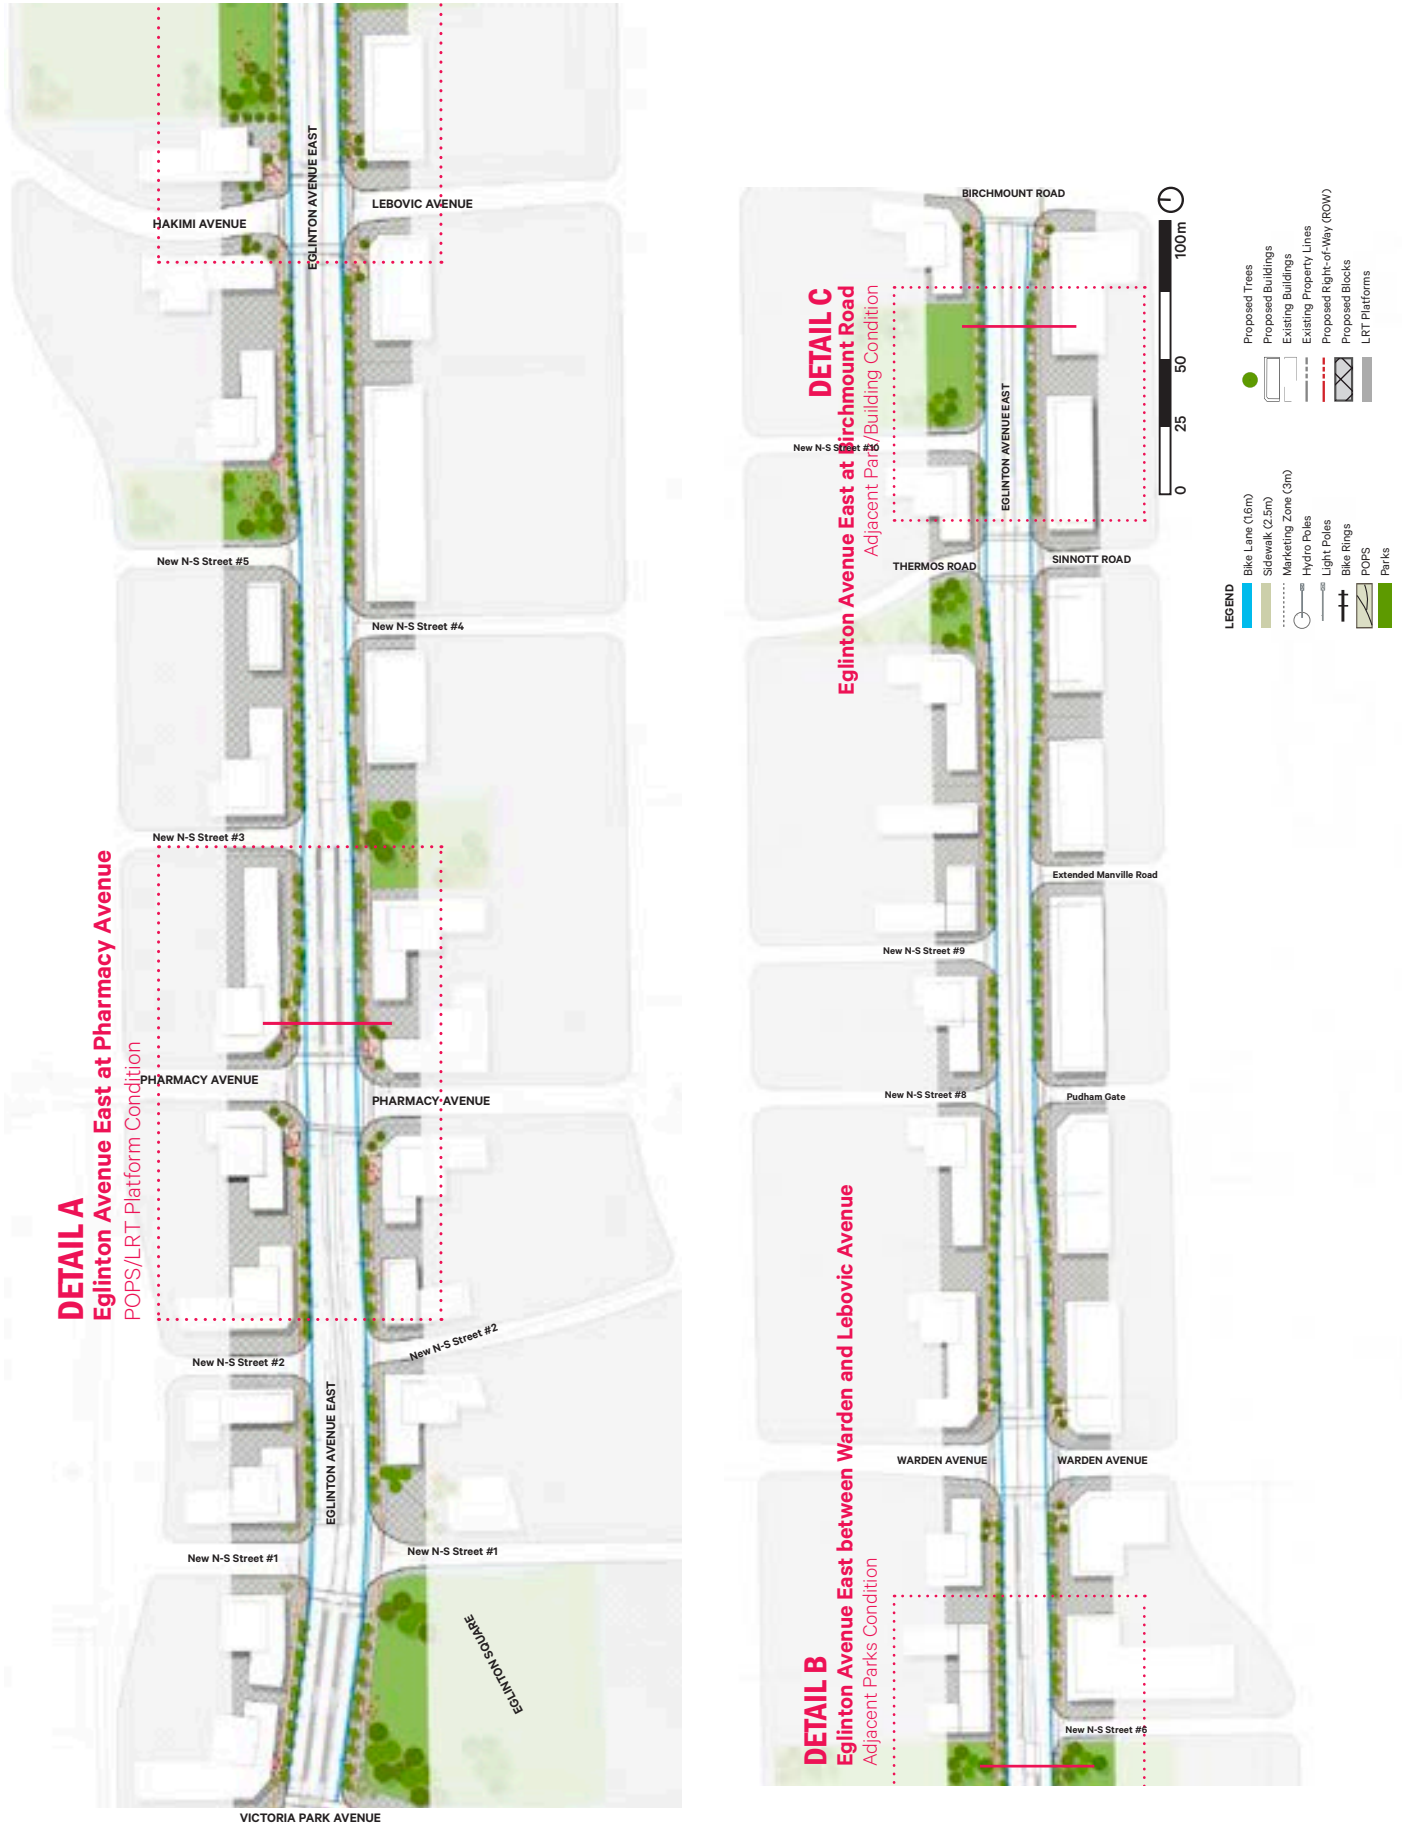 EGLINTON AVENUE EAST
LEBOVIC AVENUE
HAKIMI AVENUE
New N-S Street #5
New N-S Street #4
New N-S Street #3
DETAIL A
Eglinton Avenue East at Pharmacy Avenue
POPS/LRT Platform Condition
PHARMACY AVENUE
PHARMACY AVENUE
New N-S Street #2
New N-S Street #2
EGLINTON AVENUE EAST
New N-S Street #1
New N-S Street #1
EGLINTON SQUARE
VICTORIA PARK AVENUE
BIRCHMOUNT ROAD
DETAIL C
Eglinton Avenue East at Birchmount Road
Adjacent Park/Building Condition
New N-S Street #10
EGLINTON AVENUE EAST
THERMOS ROAD
SINNOTT ROAD
Extended Manville Road
New N-S Street #9
New N-S Street #8
Pudham Gate
DETAIL B
Eglinton Avenue East between Warden and Lebovic Avenue
Adjacent Parks Condition
WARDEN AVENUE
WARDEN AVENUE
New N-S Street #6
0
25
50
100m
LEGEND
Bike Lane (1.6m)
Sidewalk (2.5m)
Marketing Zone (3m)
Hydro Poles
Light Poles
Bike Rings
POPS
Parks
Proposed Trees
Proposed Buildings
Existing Buildings
Existing Property Lines
Proposed Right-of-Way (ROW)
Proposed Blocks
LRT Platforms